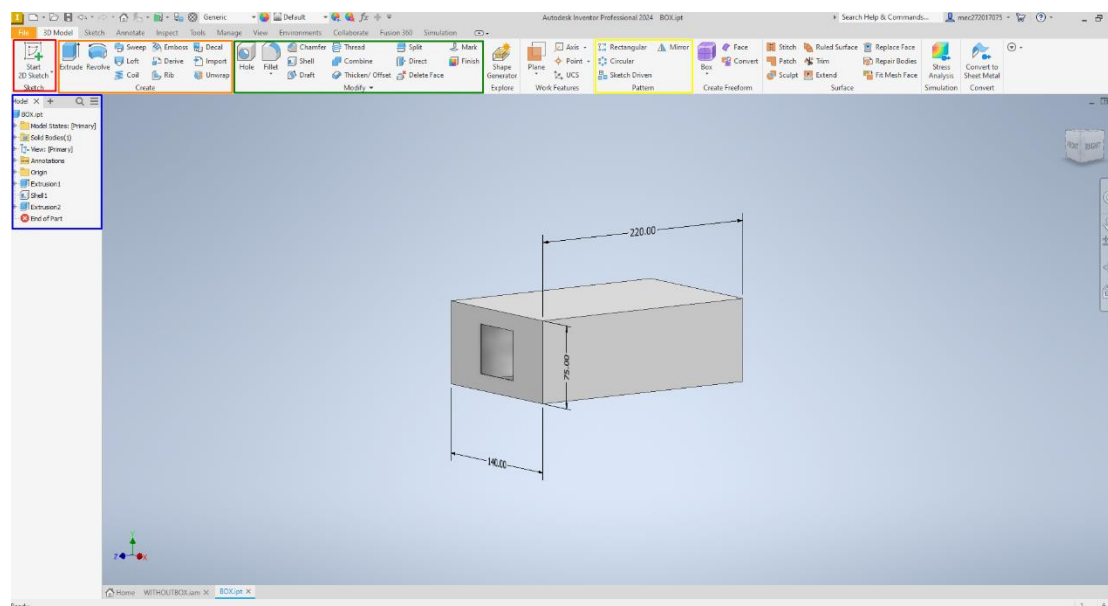 Generic Default Autodesk Inventor Professional 2024 BOX.ipt Search Help & Commands... mec272017075
File 3D Model Sketch Annotate Inspect Tools Manage View Environments Collaborate Fusion 360 Simulation
Start 2D Sketch
Sketch
Extrude Revolve
Sweep Emboss Decal
Loft Derive Import
Coil Rib Unwrap
Create
Hole Fillet
Chamfer Thread Split Mark
Shell Combine Direct Finish
Draft Thicken/ Offset Delete Face
Modify
Shape Generator
Explore
Plane
Axis
Point
UCS
Work Features
Rectangular Mirror
Circular
Sketch Driven
Pattern
Box
Face
Convert
Create Freeform
Stitch Ruled Surface Replace Face
Patch Trim Repair Bodies
Sculpt Extend Fit Mesh Face
Surface
Stress Analysis
Simulation
Convert to Sheet Metal
Convert
Model
BOX.ipt
Model States: [Primary]
Solid Bodies(1)
View: [Primary]
Annotations
Origin
Extrusion1
Shell1
Extrusion2
End of Part
220.00
75.00
140.00
RIGHT
Y
Z X
Home WITHOUTBOX.iam BOX.ipt